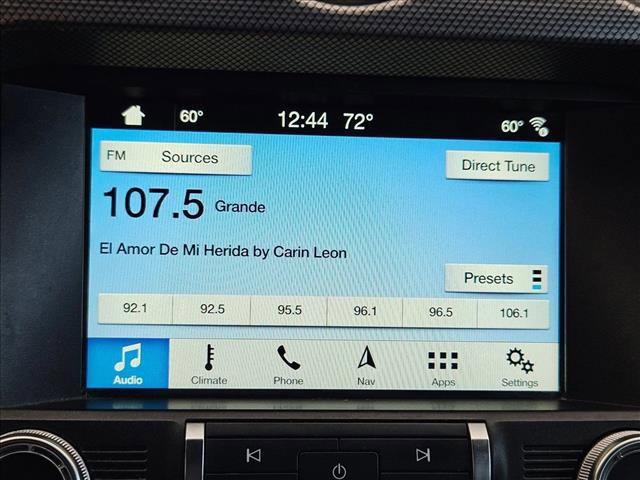 60° 12:44 72° 60°
FM Sources Direct Tune
107.5 Grande
El Amor De Mi Herida by Carin Leon
Presets
92.1 92.5 95.5 96.1 96.5 106.1
Audio Climate Phone Nav Apps Settings